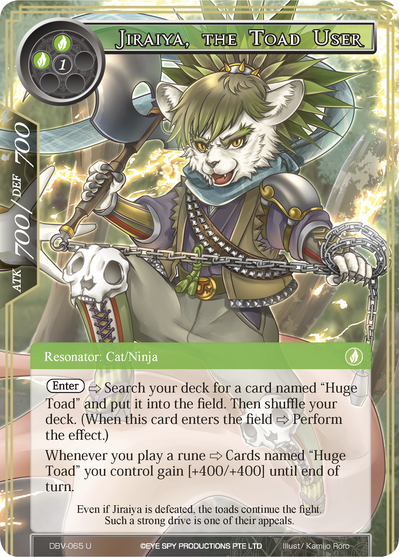 JIRAIYA, THE TOAD USER
1
ATK 700/DEF 700
Resonator: Cat/Ninja
Enter ⇨ Search your deck for a card named “Huge
Toad” and put it into the field. Then shuffle your
deck. (When this card enters the field ⇨ Perform
the effect.)
Whenever you play a rune ⇨ Cards named “Huge
Toad” you control gain [+400/+400] until end of
turn.
Even if Jiraiya is defeated, the toads continue the fight.
Such a strong drive is one of their appeals.
DBV-065 U
©EYE SPY PRODUCTIONS PTE LTD
Illust/ Kamijo Roro